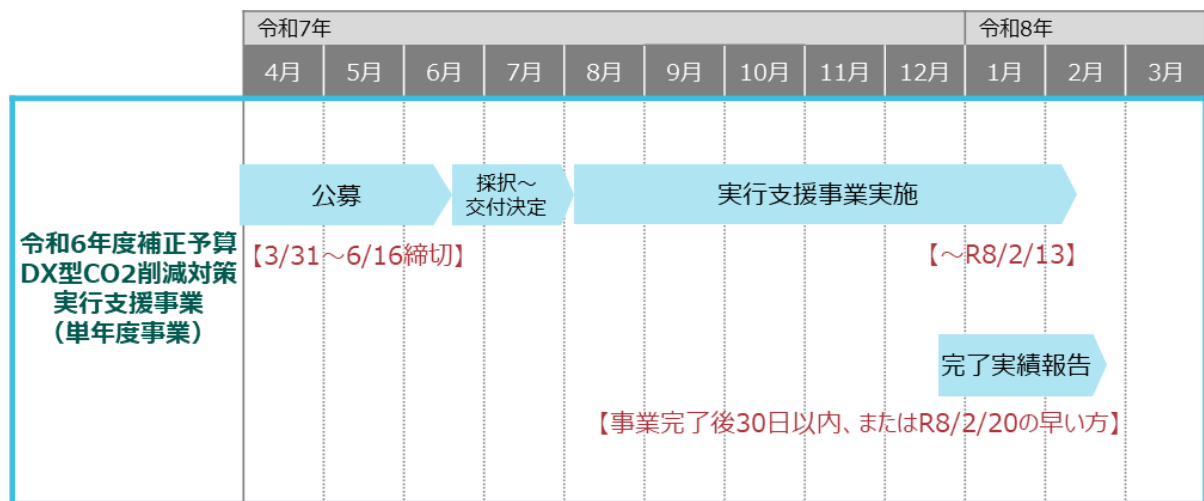 令和7年 令和8年
4月 5月 6月 7月 8月 9月 10月 11月 12月 1月 2月 3月
令和6年度補正予算
DX型CO2削減対策
実行支援事業
（単年度事業）
公募
採択～
交付決定
実行支援事業実施
【3/31～6/16締切】
【～R8/2/13】
完了実績報告
【事業完了後30日以内、またはR8/2/20の早い方】